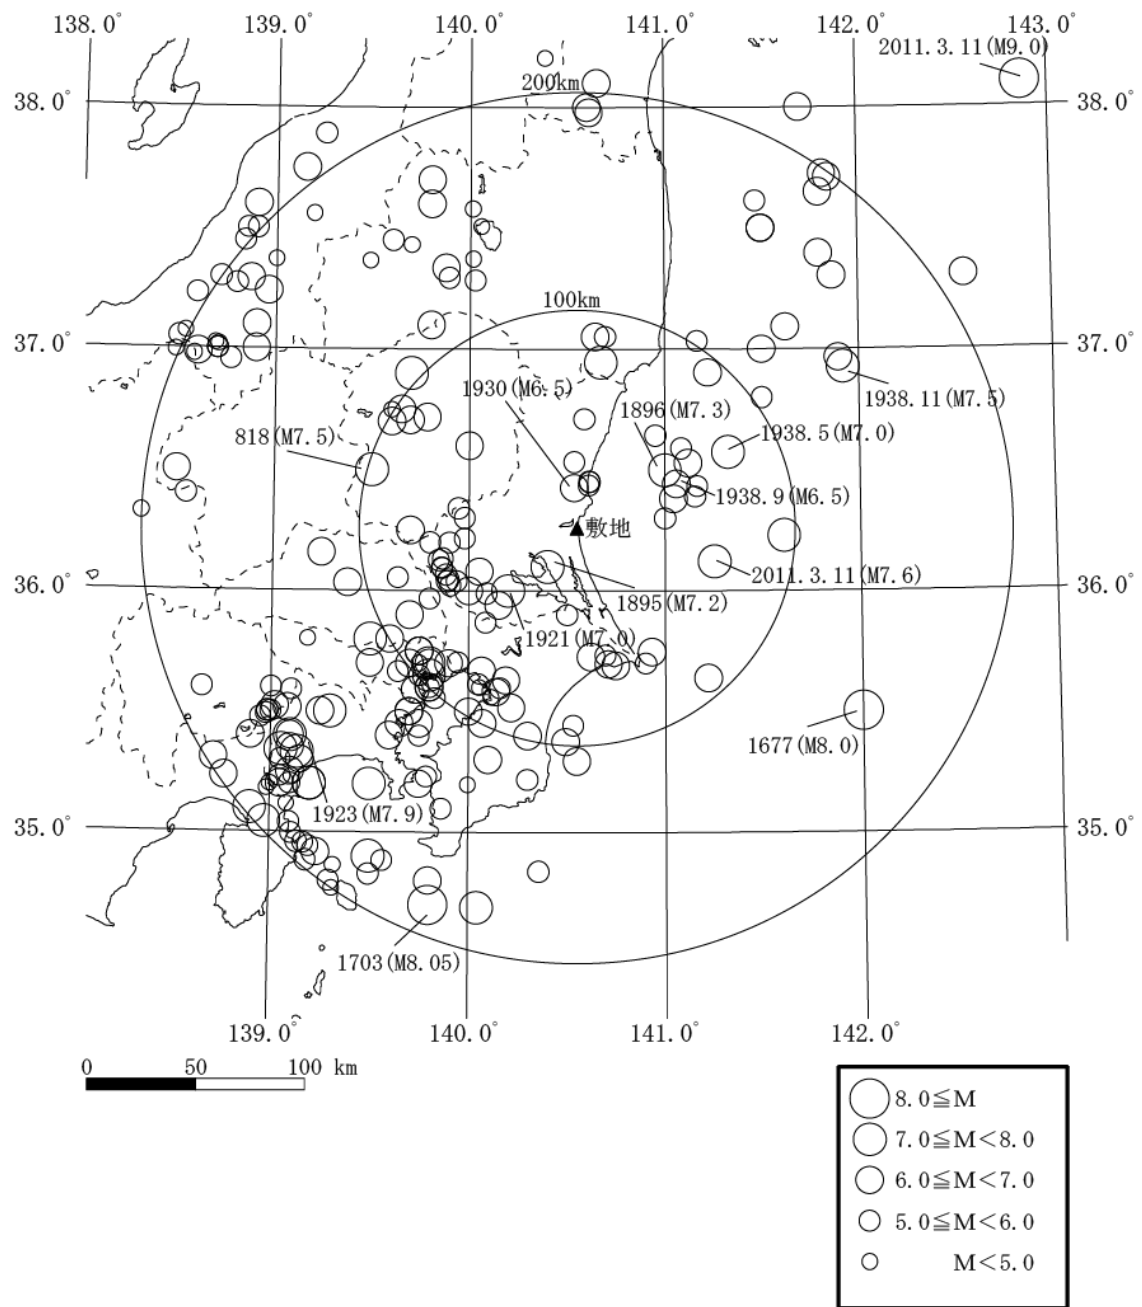 138.0° 139.0° 140.0° 141.0° 142.0° 143.0°
2011.3.11(M9.0)
200km
38.0° 38.0°
100km
37.0° 37.0°
1930(M6.5)
1938.11(M7.5)
1896(M7.3)
818(M7.5)
1938.5(M7.0)
1938.9(M6.5)
▲敷地
2011.3.11(M7.6)
36.0° 36.0°
1895(M7.2)
1921(M7.0)
1677(M8.0)
1923(M7.9)
35.0° 35.0°
1703(M8.05)
139.0° 140.0° 141.0° 142.0°
0 50 100 km
8.0≦M
7.0≦M<8.0
6.0≦M<7.0
5.0≦M<6.0
M<5.0